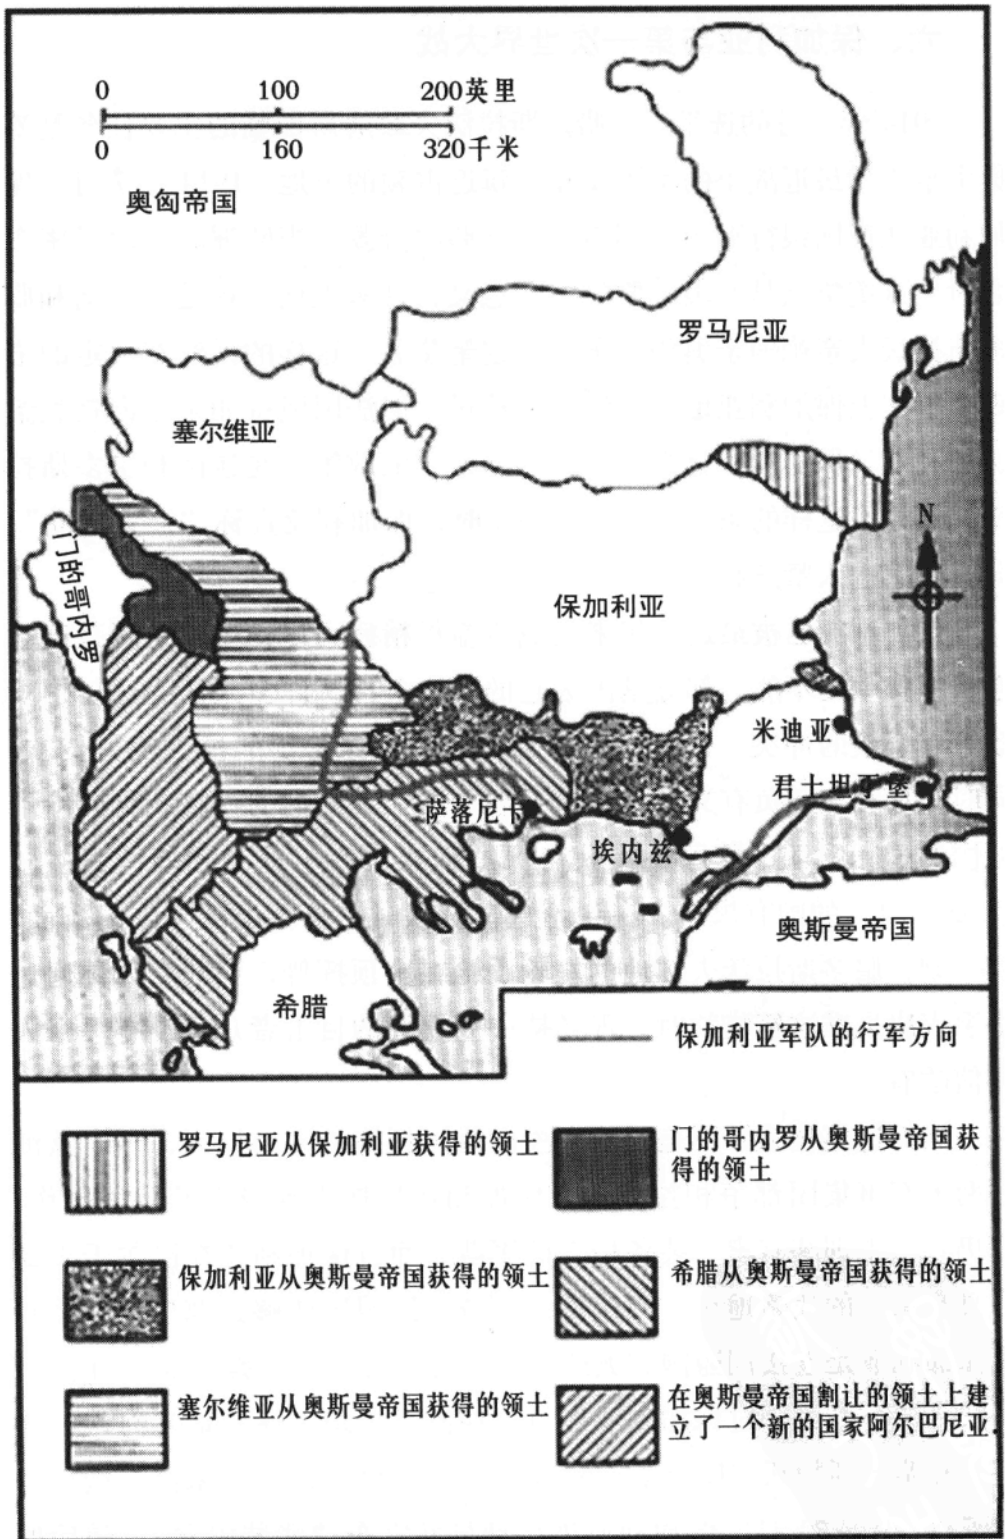 0 100 200英里
0 160 320千米
奥匈帝国
罗马尼亚
塞尔维亚
门的哥内罗
N
保加利亚
米迪亚
君士坦丁堡
萨落尼卡
埃内兹
奥斯曼帝国
希腊
保加利亚军队的行军方向
罗马尼亚从保加利亚获得的领土
门的哥内罗从奥斯曼帝国获
得的领土
保加利亚从奥斯曼帝国获得的领土
希腊从奥斯曼帝国获得的领土
塞尔维亚从奥斯曼帝国获得的领土
在奥斯曼帝国割让的领土上建
立了一个新的国家阿尔巴尼亚.